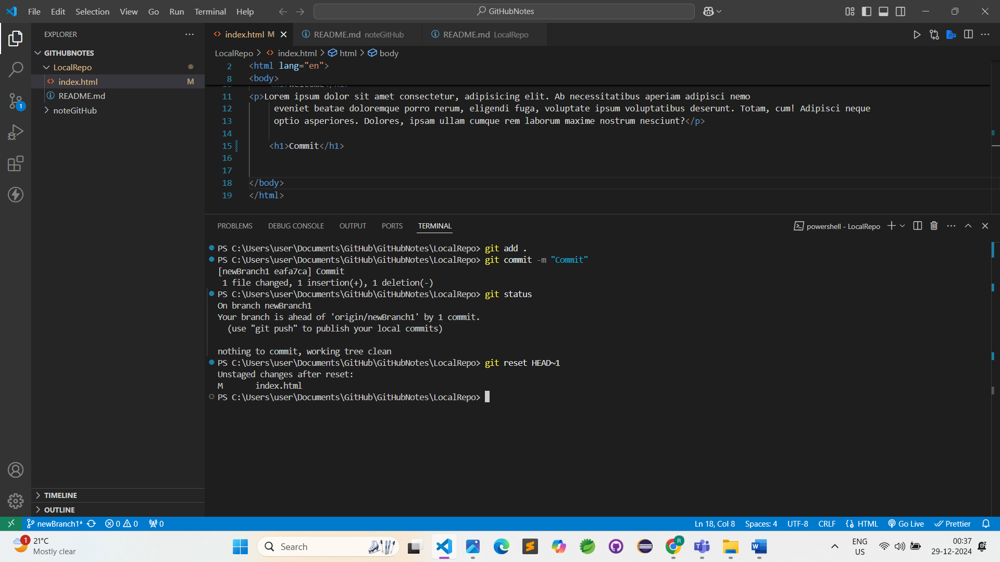 File Edit Selection View Go Run Terminal Help
GitHubNotes
EXPLORER
GITHUBNOTES
LocalRepo
index.html M
README.md
noteGitHub
TIMELINE
OUTLINE
1
index.html M
README.md noteGitHub
README.md LocalRepo
LocalRepo > index.html > html > body
2 <html lang="en">
8 <body>
11 <p>Lorem ipsum dolor sit amet consectetur, adipisicing elit. Ab necessitatibus aperiam adipisci nemo
12 eveniet beatae doloremque porro rerum, eligendi fuga, voluptate ipsum voluptatibus deserunt. Totam, cum! Adipisci neque
13 optio asperiores. Dolores, ipsam ullam cumque rem laborum maxime nostrum nesciunt?</p>
14
15 <h1>Commit</h1>
16
17
18 </body>
19 </html>
PROBLEMS DEBUG CONSOLE OUTPUT PORTS TERMINAL
powershell - LocalRepo
PS C:\Users\user\Documents\GitHub\GitHubNotes\LocalRepo> git add .
PS C:\Users\user\Documents\GitHub\GitHubNotes\LocalRepo> git commit -m "Commit"
[newBranch1 eafa7ca] Commit
1 file changed, 1 insertion(+), 1 deletion(-)
PS C:\Users\user\Documents\GitHub\GitHubNotes\LocalRepo> git status
On branch newBranch1
Your branch is ahead of 'origin/newBranch1' by 1 commit.
(use "git push" to publish your local commits)
nothing to commit, working tree clean
PS C:\Users\user\Documents\GitHub\GitHubNotes\LocalRepo> git reset HEAD~1
Unstaged changes after reset:
M index.html
PS C:\Users\user\Documents\GitHub\GitHubNotes\LocalRepo>
newBranch1* 0 0 0
Ln 18, Col 8 Spaces: 4 UTF-8 CRLF HTML Go Live Prettier
1
21°C
Mostly clear
Search
R
ENG
US
00:37
29-12-2024